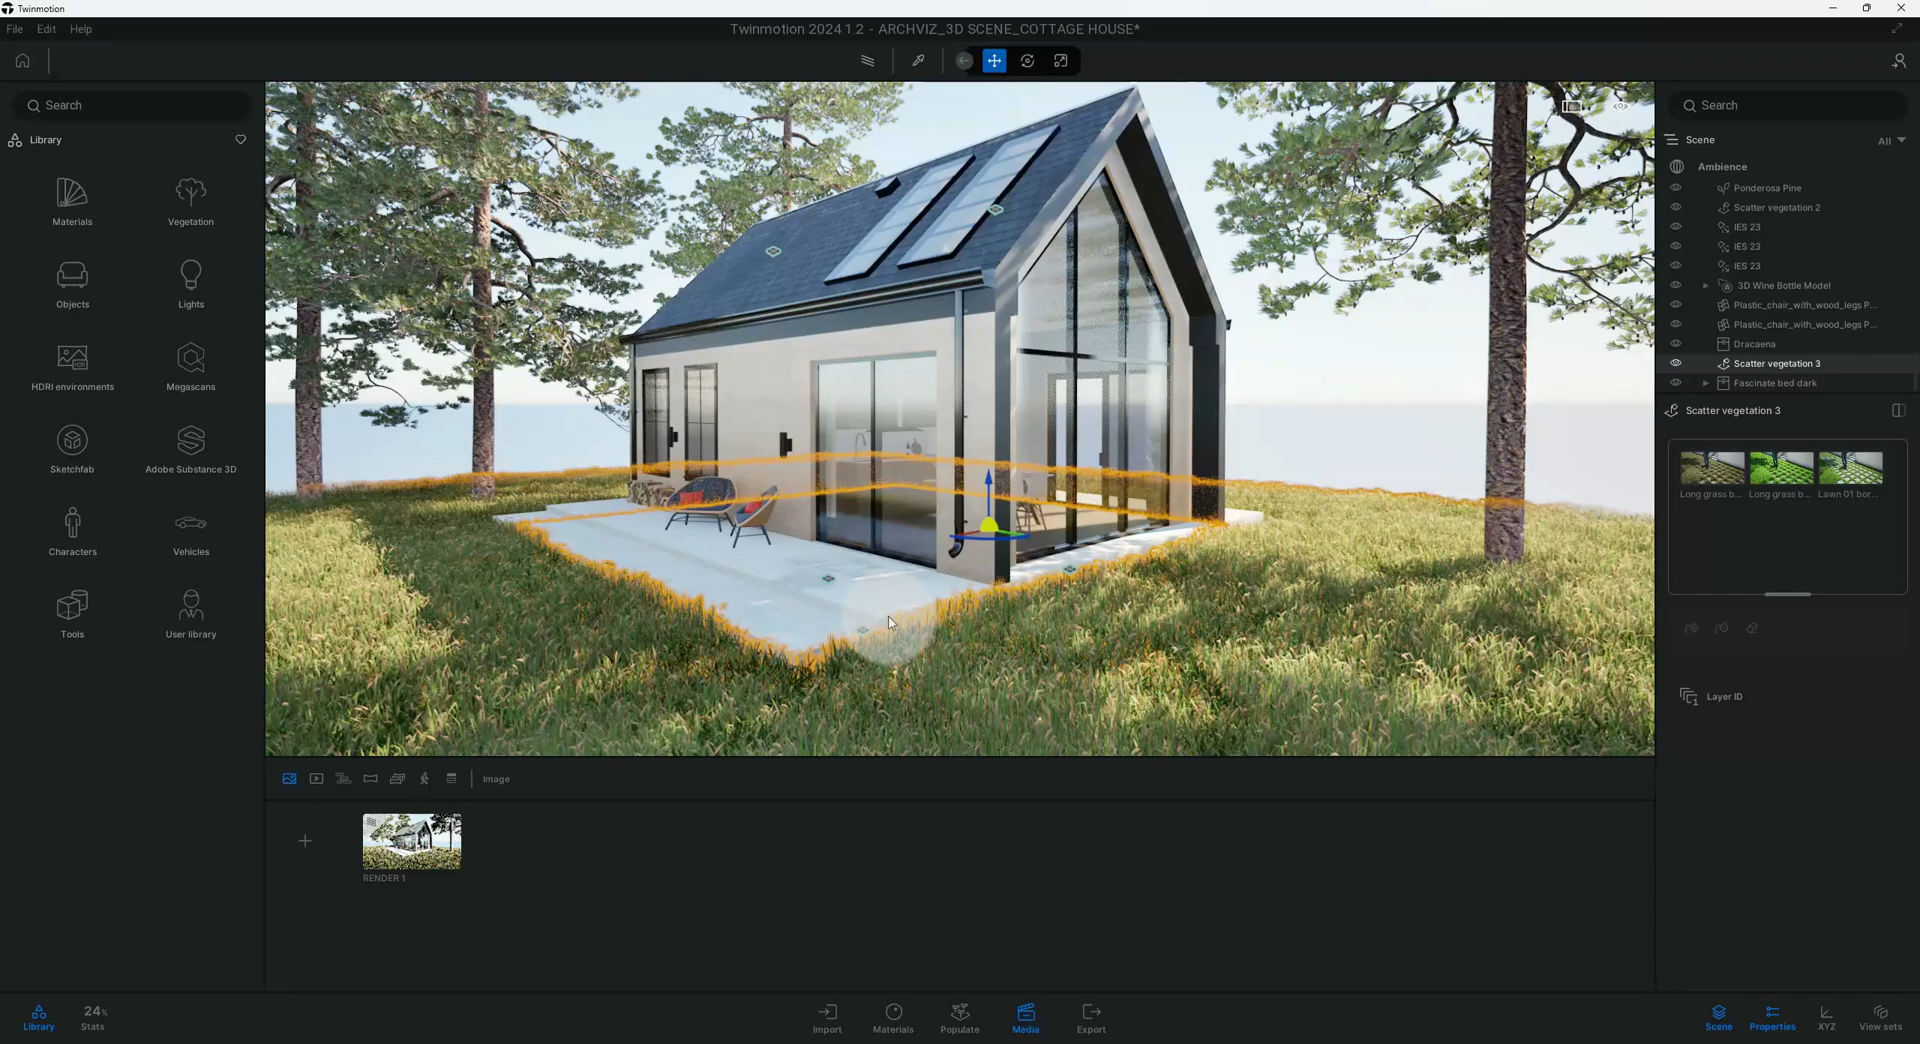 Twinmotion
File Edit Help
Twinmotion 2024.1.2 - ARCHVIZ_3D SCENE_COTTAGE HOUSE*
Search
Library
Materials
Vegetation
Objects
Lights
HDRI environments
Megascans
Sketchfab
Adobe Substance 3D
Characters
Vehicles
Tools
User library
Image
RENDER 1
Search
Scene
All
Ambience
Ponderosa Pine
Scatter vegetation 2
IES 23
IES 23
IES 23
3D Wine Bottle Model
Plastic_chair_with_wood_legs P...
Plastic_chair_with_wood_legs P...
Dracaena
Scatter vegetation 3
Fascinate bed dark
Scatter vegetation 3
Long grass b... Long grass b... Lawn 01 bor...
Layer ID
Library
24%
Stats
Import
Materials
Populate
Media
Export
Scene
Properties
XYZ
View sets